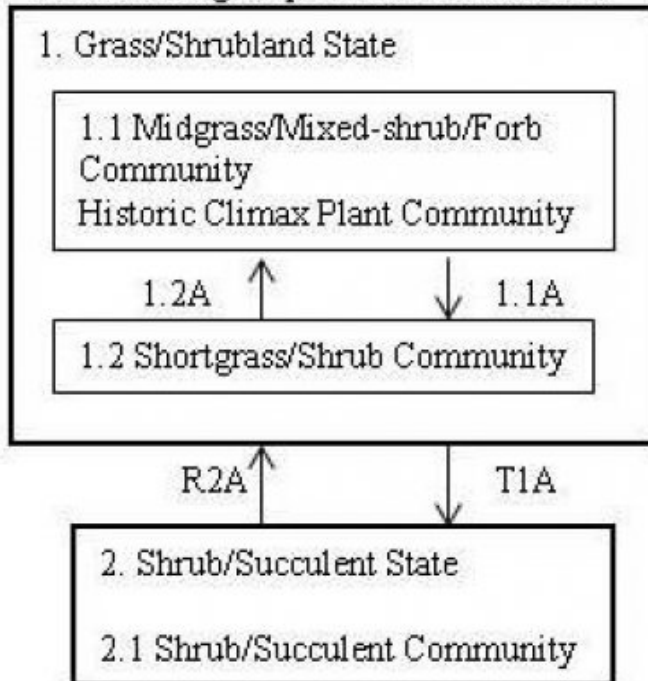 1. Grass/Shrubland State
1.1 Midgrass/Mixed-shrub/Forb
Community
Historic Climax Plant Community
1.2A
1.1A
1.2 Shortgrass/Shrub Community
R2A
T1A
2. Shrub/Succulent State
2.1 Shrub/Succulent Community